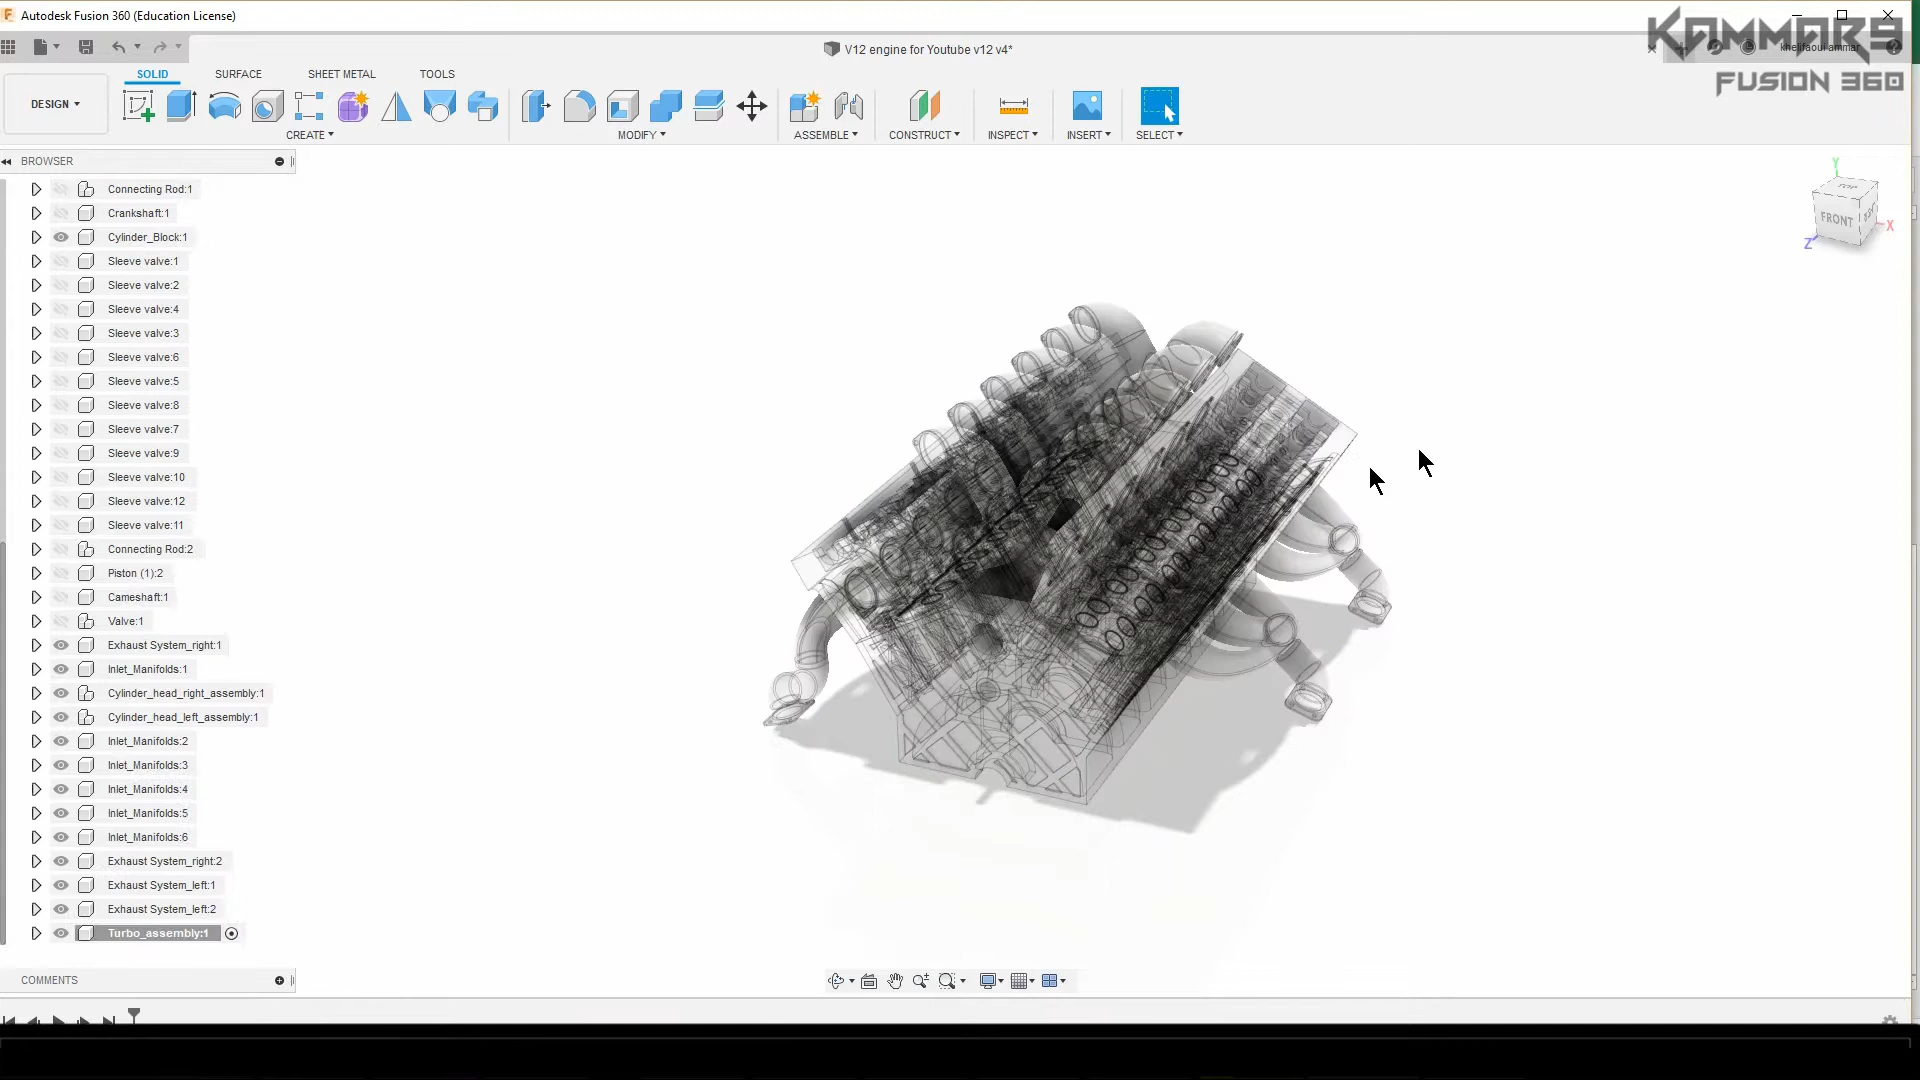 Autodesk Fusion 360 (Education License)
KAMMAR9
FUSION 360
V12 engine for Youtube v12 v4*
khelifaoui ammar
DESIGN
SOLID
SURFACE
SHEET METAL
TOOLS
CREATE
MODIFY
ASSEMBLE
CONSTRUCT
INSPECT
INSERT
SELECT
BROWSER
Connecting Rod:1
Crankshaft:1
Cylinder_Block:1
Sleeve valve:1
Sleeve valve:2
Sleeve valve:4
Sleeve valve:3
Sleeve valve:6
Sleeve valve:5
Sleeve valve:8
Sleeve valve:7
Sleeve valve:9
Sleeve valve:10
Sleeve valve:12
Sleeve valve:11
Connecting Rod:2
Piston (1):2
Cameshaft:1
Valve:1
Exhaust System_right:1
Inlet_Manifolds:1
Cylinder_head_right_assembly:1
Cylinder_head_left_assembly:1
Inlet_Manifolds:2
Inlet_Manifolds:3
Inlet_Manifolds:4
Inlet_Manifolds:5
Inlet_Manifolds:6
Exhaust System_right:2
Exhaust System_left:1
Exhaust System_left:2
Turbo_assembly:1
COMMENTS
Y
TOP
FRONT
X
Z